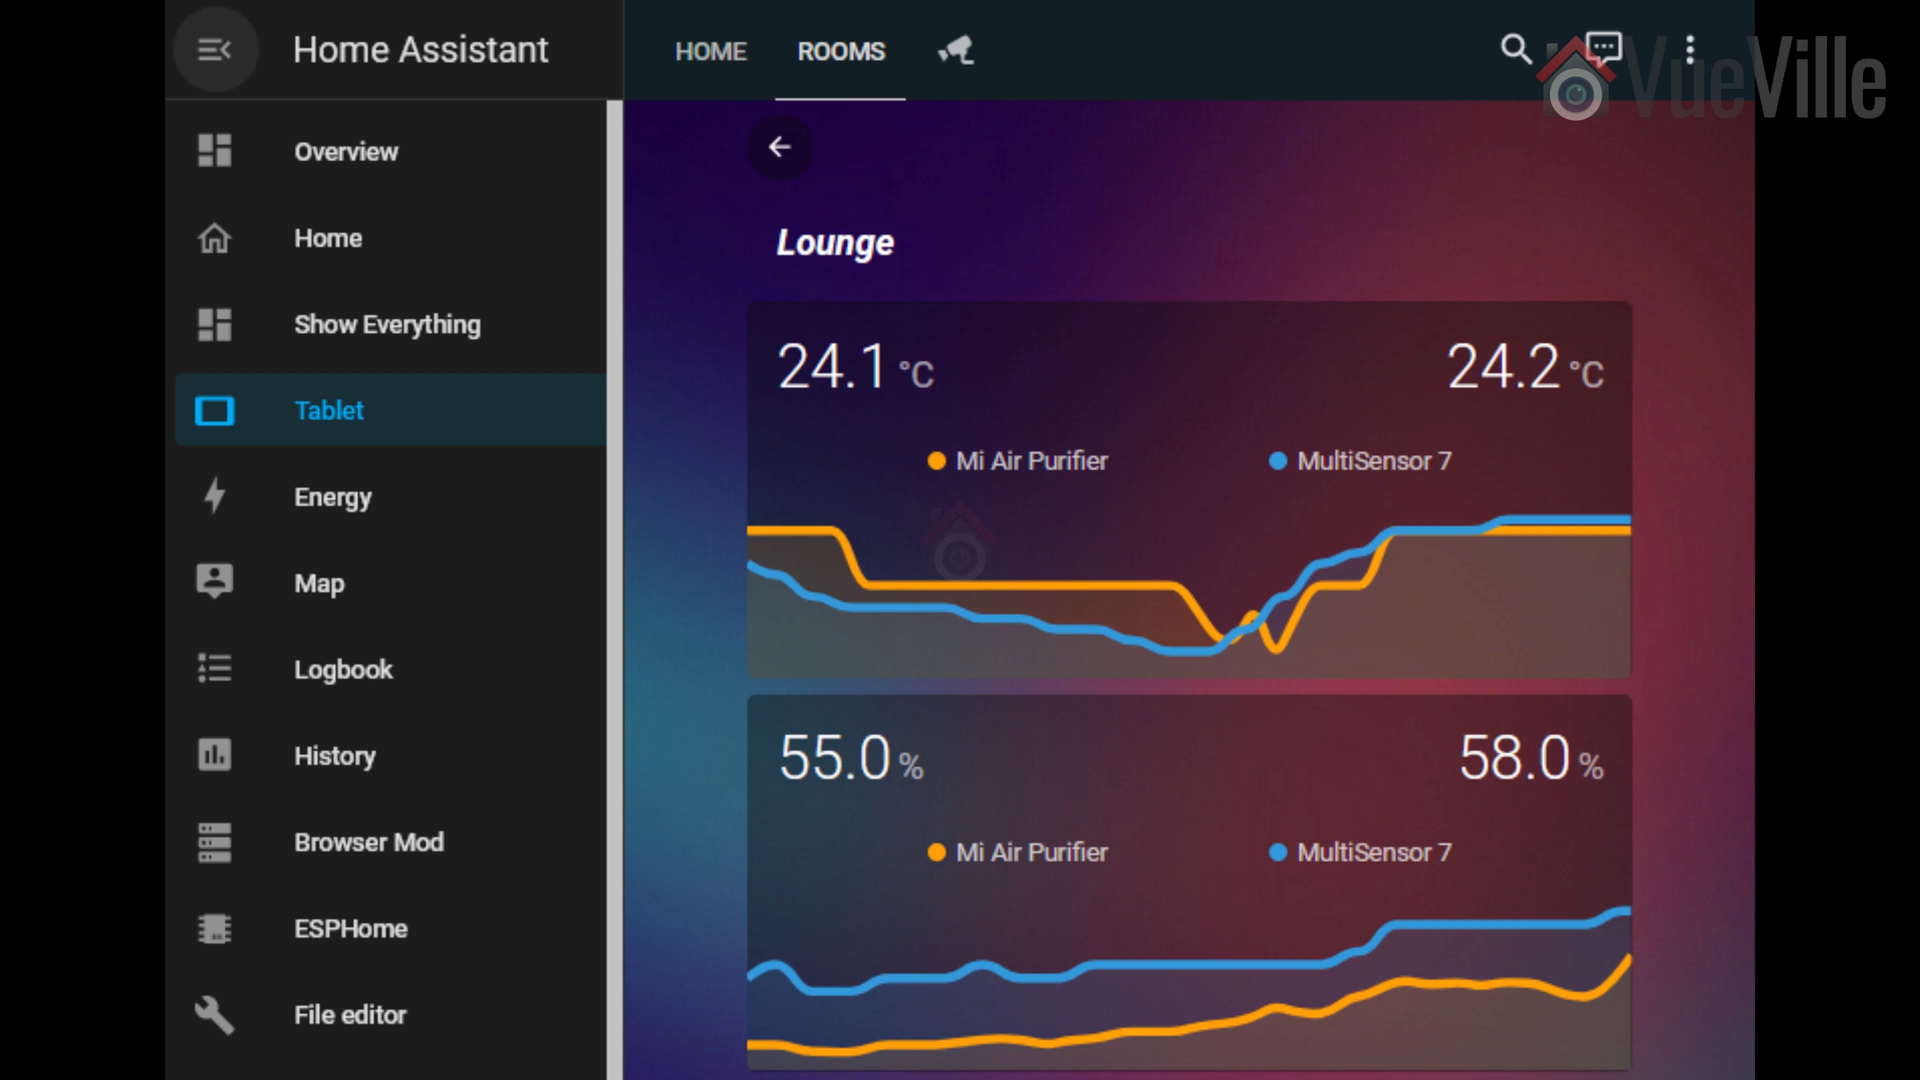 Home Assistant
HOME
ROOMS
VueVille
Overview
Home
Show Everything
Tablet
Energy
Map
Logbook
History
Browser Mod
ESPHome
File editor
Lounge
24.1 °C
24.2 °C
Mi Air Purifier
MultiSensor 7
55.0 %
58.0 %
Mi Air Purifier
MultiSensor 7